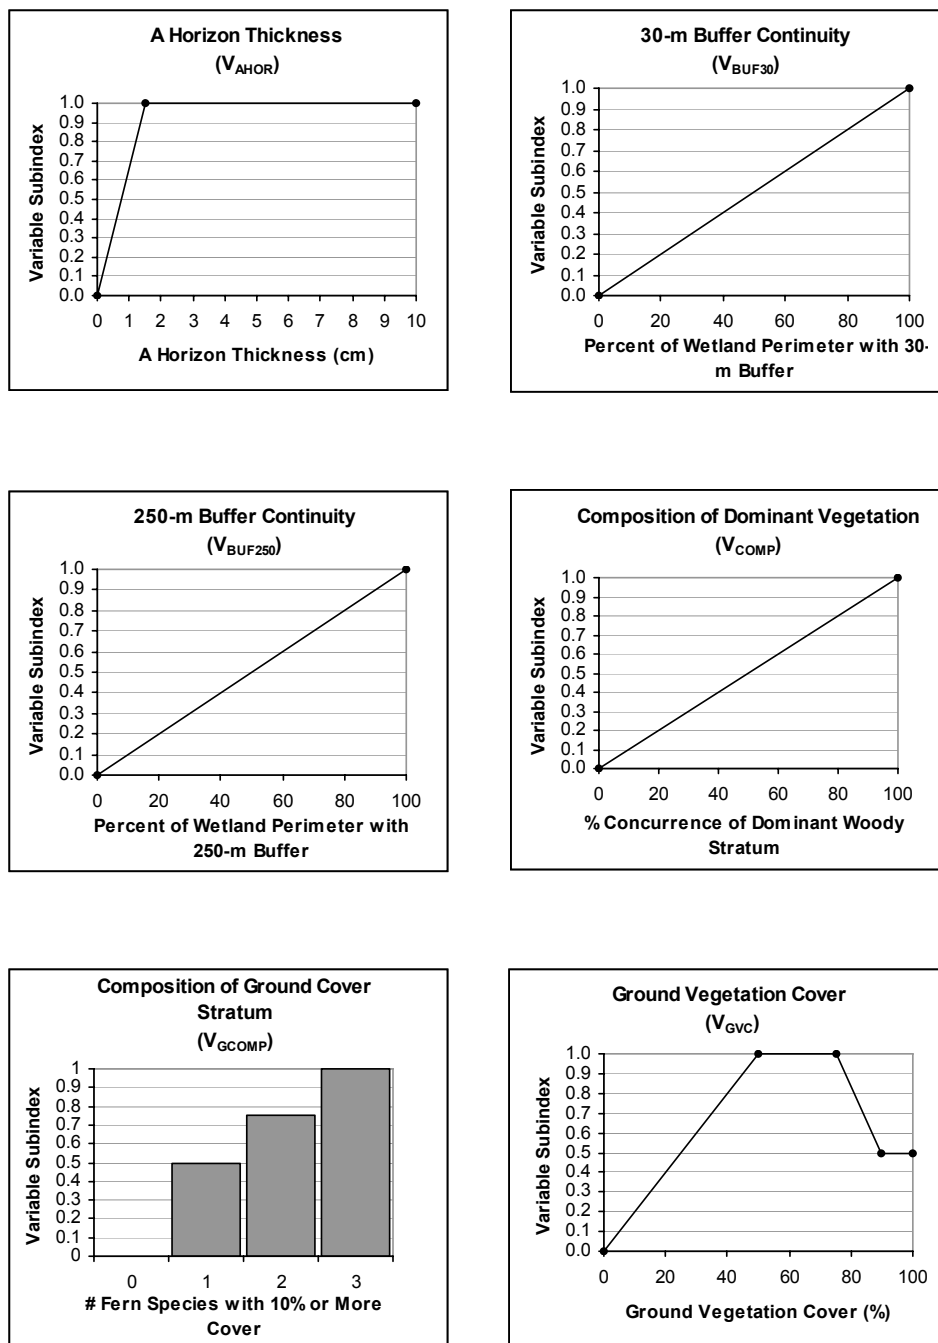 A Horizon Thickness
(VAHOR)
1.0
0.9
0.8
0.7
0.6
0.5
0.4
0.3
0.2
0.1
0.0
Variable Subindex
0 1 2 3 4 5 6 7 8 9 10
A Horizon Thickness (cm)
30-m Buffer Continuity
(VBUF30)
1.0
0.9
0.8
0.7
0.6
0.5
0.4
0.3
0.2
0.1
0.0
Variable Subindex
0 20 40 60 80 100
Percent of Wetland Perimeter with 30-
m Buffer
250-m Buffer Continuity
(VBUF250)
1.0
0.9
0.8
0.7
0.6
0.5
0.4
0.3
0.2
0.1
0.0
Variable Subindex
0 20 40 60 80 100
Percent of Wetland Perimeter with
250-m Buffer
Composition of Dominant Vegetation
(VCOMP)
1.0
0.9
0.8
0.7
0.6
0.5
0.4
0.3
0.2
0.1
0.0
Variable Subindex
0 20 40 60 80 100
% Concurrence of Dominant Woody
Stratum
Composition of Ground Cover
Stratum
(VGCOMP)
1
0.9
0.8
0.7
0.6
0.5
0.4
0.3
0.2
0.1
0
Variable Subindex
0 1 2 3
# Fern Species with 10% or More
Cover
Ground Vegetation Cover
(VGVC)
1.0
0.9
0.8
0.7
0.6
0.5
0.4
0.3
0.2
0.1
0.0
Variable Subindex
0 20 40 60 80 100
Ground Vegetation Cover (%)